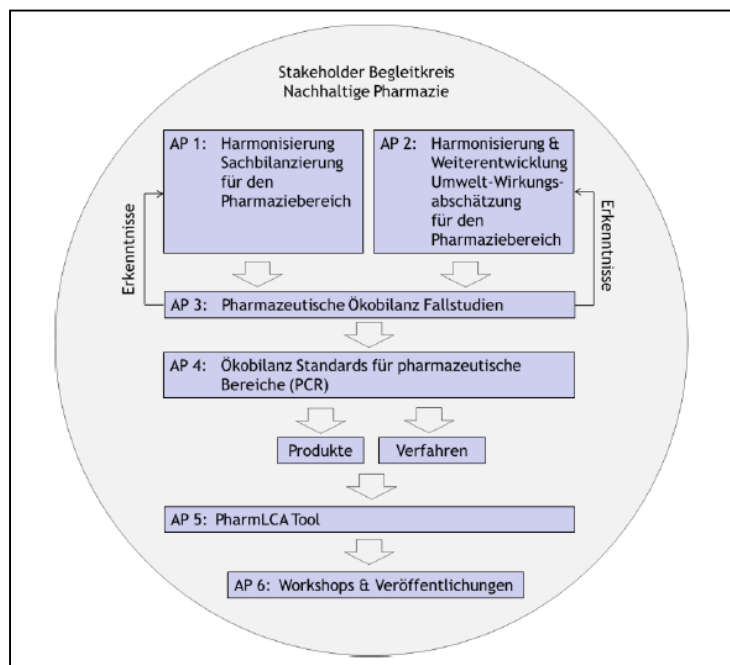 Stakeholder Begleitkreis
Nachhaltige Pharmazie
AP 1: Harmonisierung
Sachbilanzierung
für den
Pharmaziebereich
AP 2: Harmonisierung &
Weiterentwicklung
Umwelt-Wirkungs-
abschätzung
für den
Pharmaziebereich
Erkenntnisse
Erkenntnisse
AP 3: Pharmazeutische Ökobilanz Fallstudien
AP 4: Ökobilanz Standards für pharmazeutische
Bereiche (PCR)
Produkte
Verfahren
AP 5: PharmLCA Tool
AP 6: Workshops & Veröffentlichungen